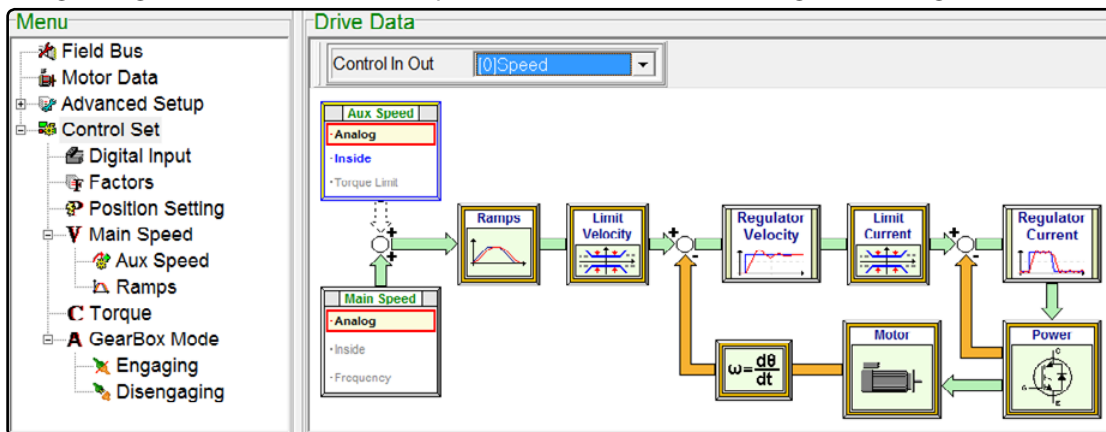 Menu
Field Bus
Motor Data
Advanced Setup
Control Set
Digital Input
Factors
Position Setting
V Main Speed
Aux Speed
Ramps
C Torque
A GearBox Mode
Engaging
Disengaging
Drive Data
Control In Out [0]Speed
Aux Speed
·Analog
·Inside
·Torque Limit
Main Speed
·Analog
·Inside
·Frequency
+
+
Ramps
Limit
Velocity
+
-
Regulator
Velocity
Limit
Current
+
-
Regulator
Current
Power
C
G
E
Motor
ω=dθ/dt